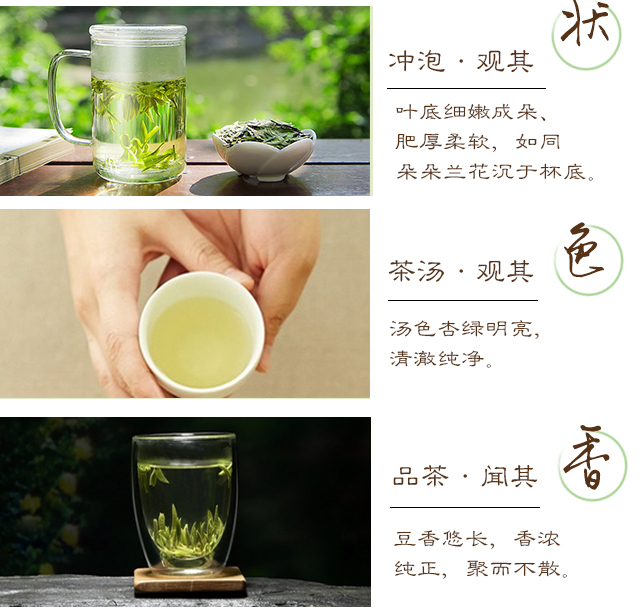 状
冲泡·观其
叶底细嫩成朵、
肥厚柔软，如同
朵朵兰花沉于杯底。
色
茶汤·观其
汤色杏绿明亮，
清澈纯净。
香
品茶·闻其
豆香悠长，香浓
纯正，聚而不散。